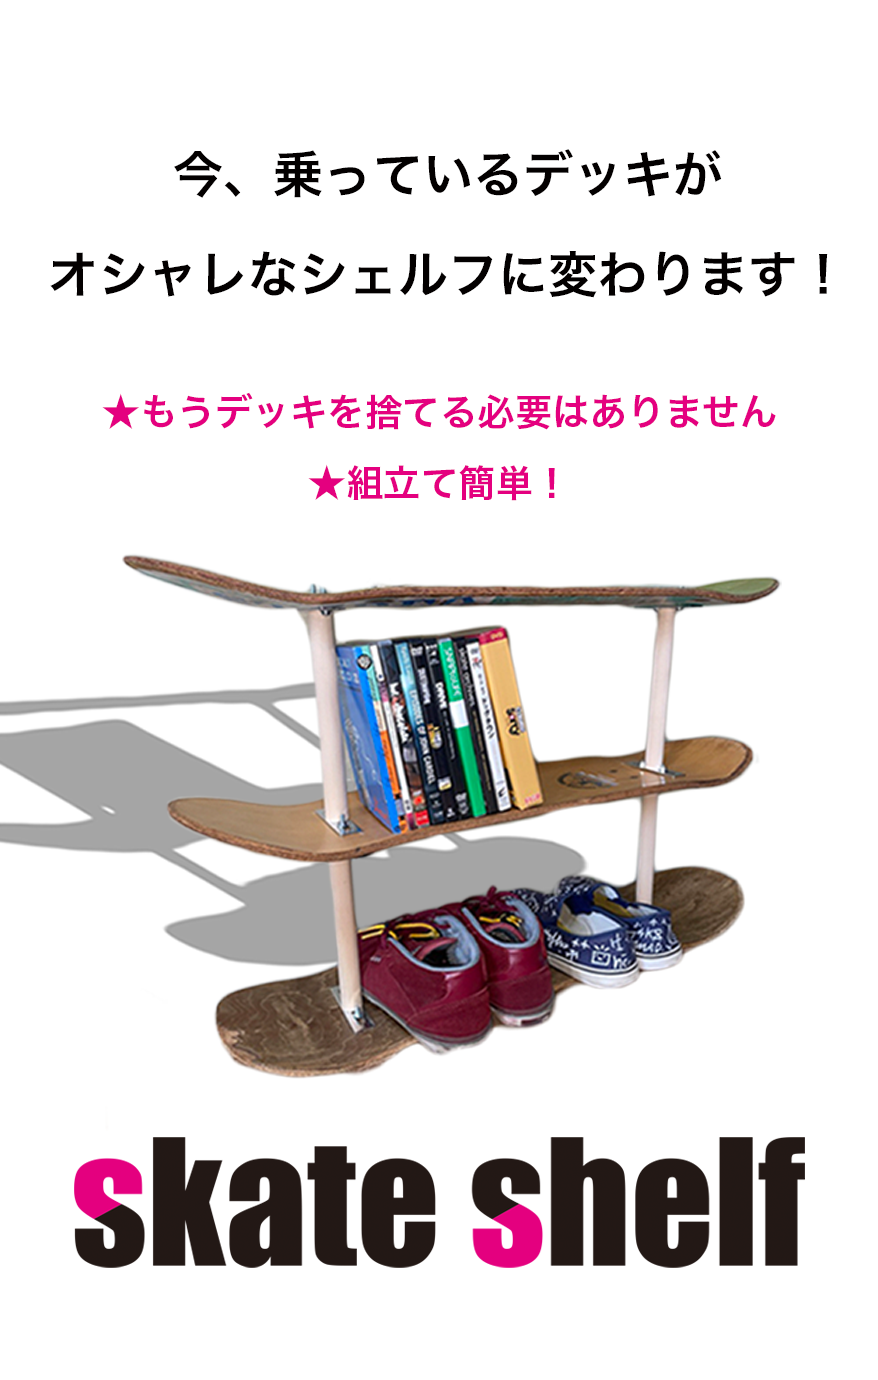 今、乗っているデッキが
オシャレなシェルフに変わります！
★もうデッキを捨てる必要はありません
★組立て簡単！
skate shelf